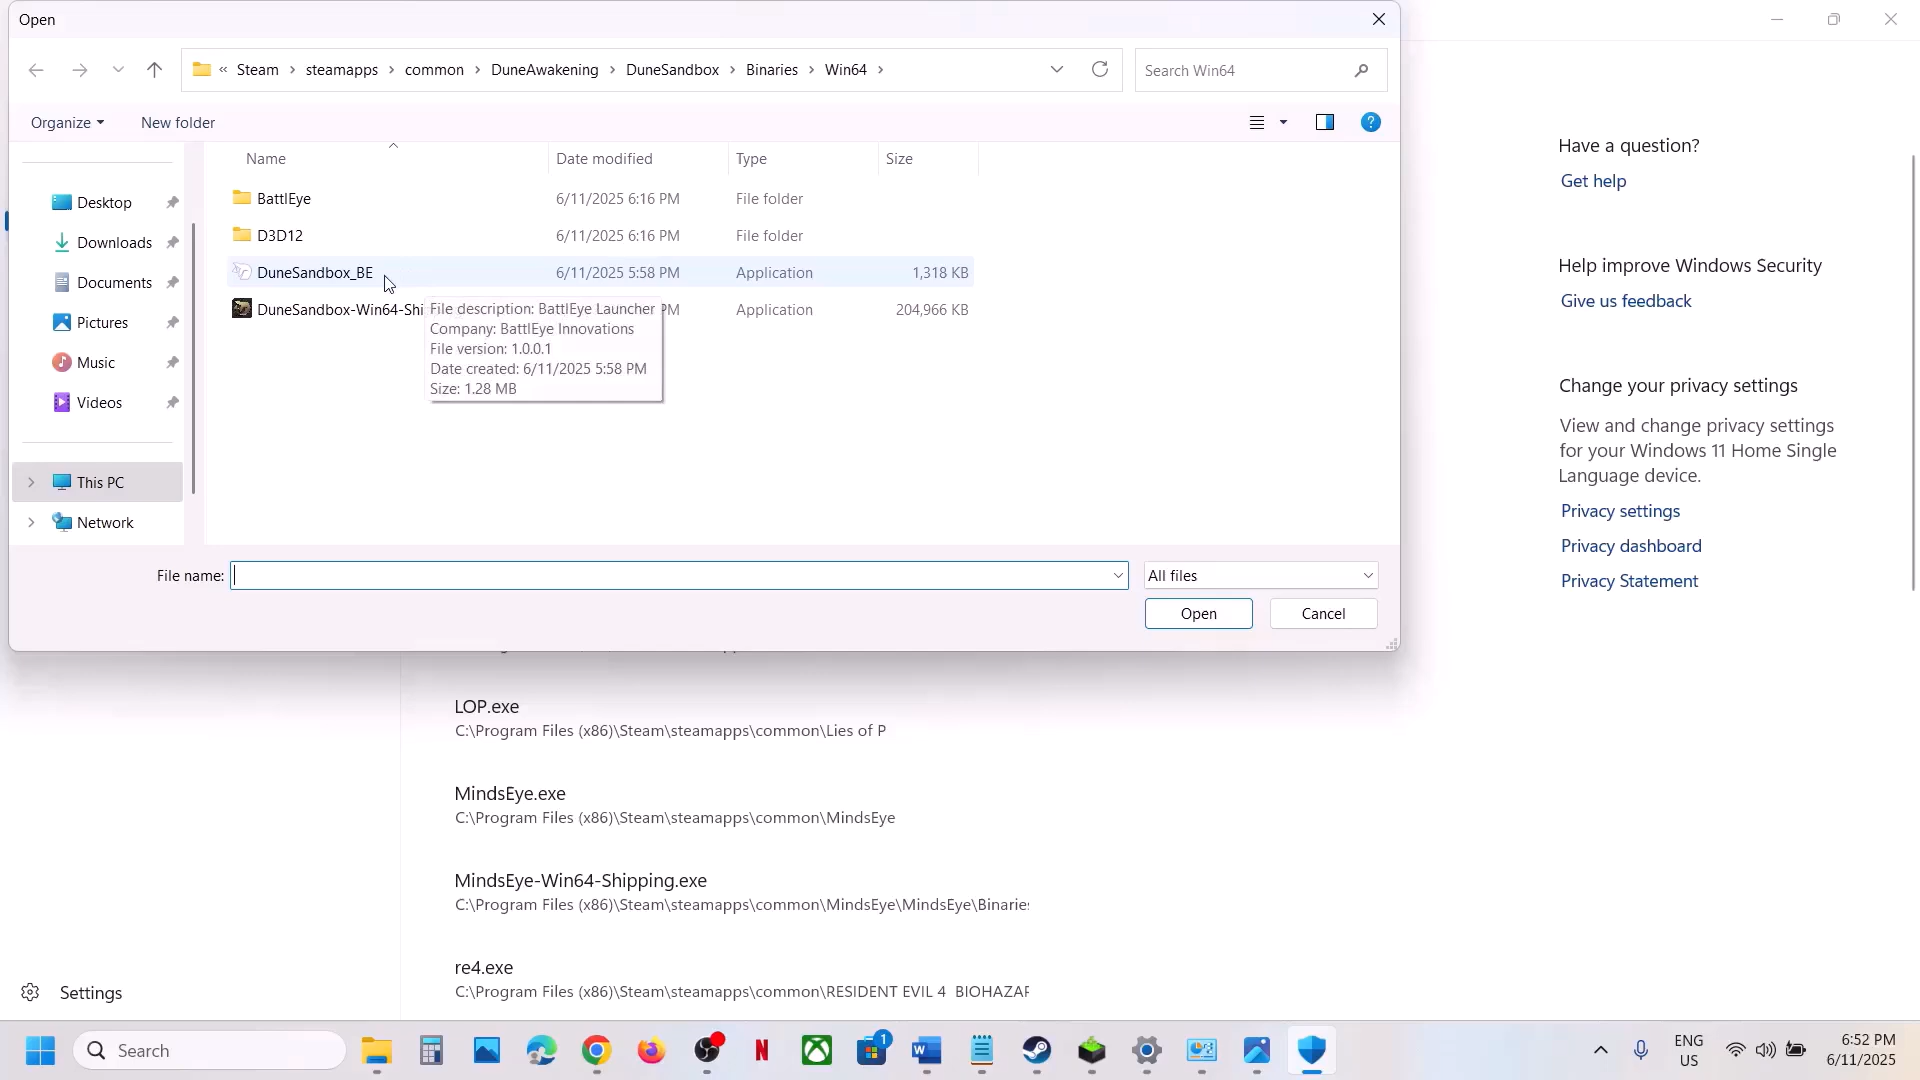 Open
« Steam > steamapps > common > DuneAwakening > DuneSandbox > Binaries > Win64 >
Search Win64
Organize
New folder
Name
Date modified
Type
Size
Desktop
Downloads
Documents
Pictures
Music
Videos
This PC
Network
BattlEye 6/11/2025 6:16 PM File folder
D3D12 6/11/2025 6:16 PM File folder
DuneSandbox_BE 6/11/2025 5:58 PM Application 1,318 KB
DuneSandbox-Win64-Shi PM Application 204,966 KB
File description: BattlEye Launcher
Company: BattlEye Innovations
File version: 1.0.0.1
Date created: 6/11/2025 5:58 PM
Size: 1.28 MB
File name:
All files
Open
Cancel
Have a question?
Get help
Help improve Windows Security
Give us feedback
Change your privacy settings
View and change privacy settings
for your Windows 11 Home Single
Language device.
Privacy settings
Privacy dashboard
Privacy Statement
LOP.exe
C:\Program Files (x86)\Steam\steamapps\common\Lies of P
MindsEye.exe
C:\Program Files (x86)\Steam\steamapps\common\MindsEye
MindsEye-Win64-Shipping.exe
C:\Program Files (x86)\Steam\steamapps\common\MindsEye\MindsEye\Binaries
re4.exe
C:\Program Files (x86)\Steam\steamapps\common\RESIDENT EVIL 4 BIOHAZAR
Settings
Search
1
ENG
US
6:52 PM
6/11/2025